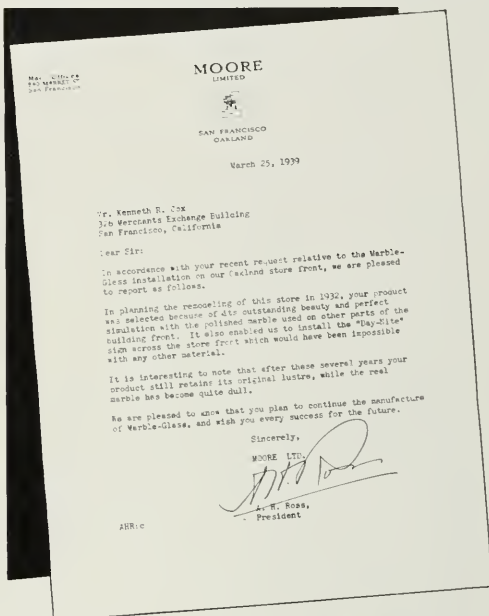 MOORE
LIMITED
MARKET ST
San Francisco
SAN FRANCISCO
OAKLAND
March 25, 1939
Mr. Kenneth R. Cox
Merchants Exchange Building
San Francisco, California
Dear Sir:
In accordance with your recent request relative to the Marble-
Glass installation on our Oakland store front, we are pleased
to report as follows.
In planning the remodeling of this store in 1932, your product
was selected because of its outstanding beauty and perfect
simulation with the polished marble used on other parts of the
building front. It also enabled us to install the "Day-Nite"
sign across the store front which would have been impossible
with any other material.
It is interesting to note that after these several years your
product still retains its original lustre, while the real
marble has become quite dull.
We are pleased to know that you plan to continue the manufacture
of Marble-Glass, and wish you every success for the future.
Sincerely,
MOORE LTD.
A. H. Ross,
President
AHR:c